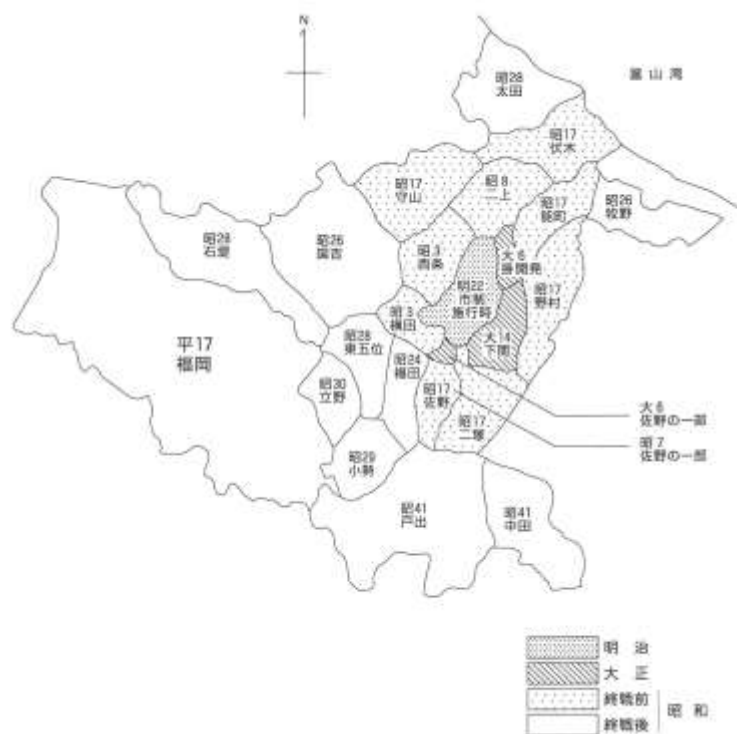 N
昭28
太田
富山湾
昭17
伏木
昭17
守山
昭8
二上
昭17
能町
昭26
牧野
昭28
石堤
昭26
国吉
昭3
西条
大6
勝開発
昭17
野村
明22
市制
施行時
昭3
横田
大14
下関
平17
福岡
昭28
東五位
昭24
福田
昭30
立野
昭17
佐野
昭17
二塚
大6
佐野の一部
昭7
佐野の一部
昭29
小勢
昭41
戸出
昭41
中田
明治
大正
終戦前
終戦後
昭和